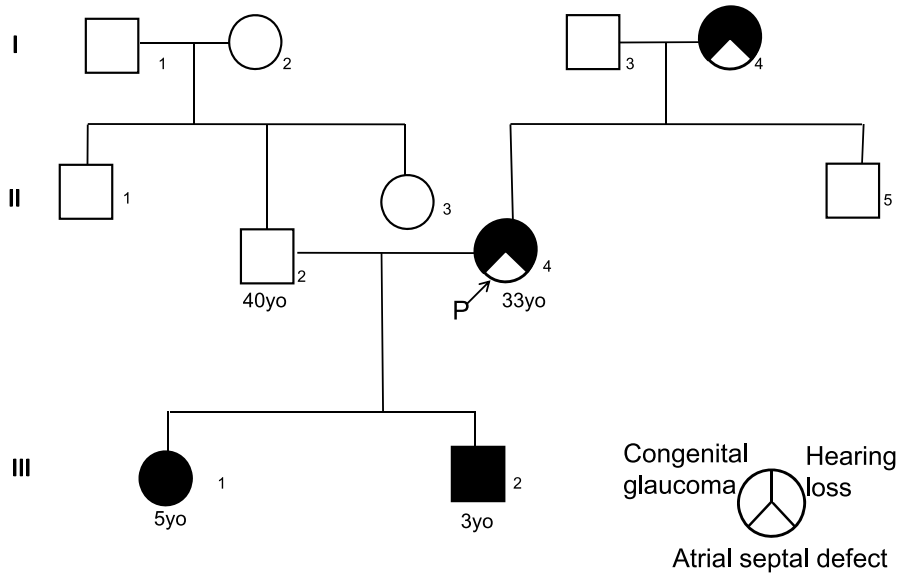 I
1
2
3
4
II
1
2
3
4
5
40yo
P
33yo
III
1
2
5yo
3yo
Congenital
glaucoma
Hearing
loss
Atrial septal defect